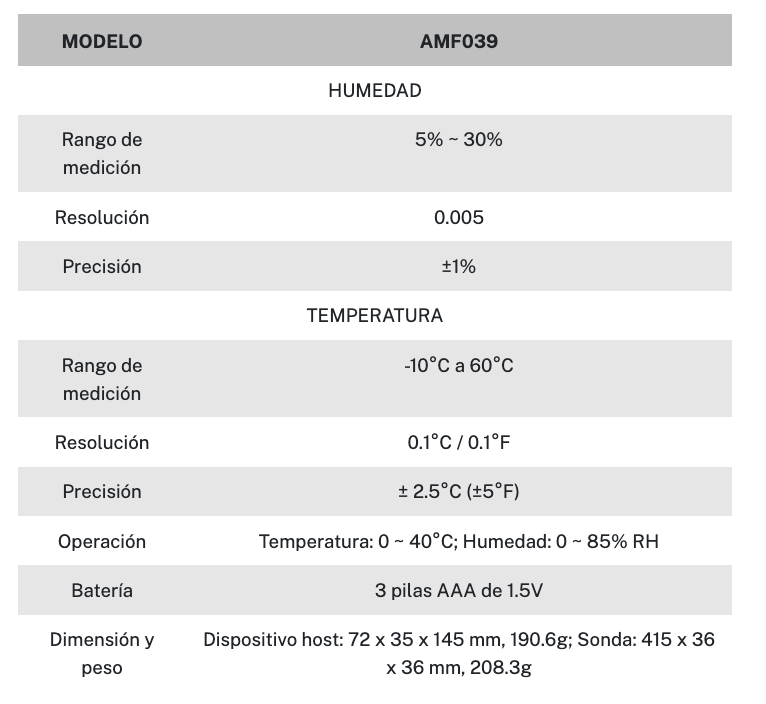 MODELO AMF039
HUMEDAD
Rango de medición 5% ~ 30%
Resolución 0.005
Precisión ±1%
TEMPERATURA
Rango de medición -10°C a 60°C
Resolución 0.1°C / 0.1°F
Precisión ± 2.5°C (±5°F)
Operación Temperatura: 0 ~ 40°C; Humedad: 0 ~ 85% RH
Batería 3 pilas AAA de 1.5V
Dimensión y peso Dispositivo host: 72 x 35 x 145 mm, 190.6g; Sonda: 415 x 36
x 36 mm, 208.3g